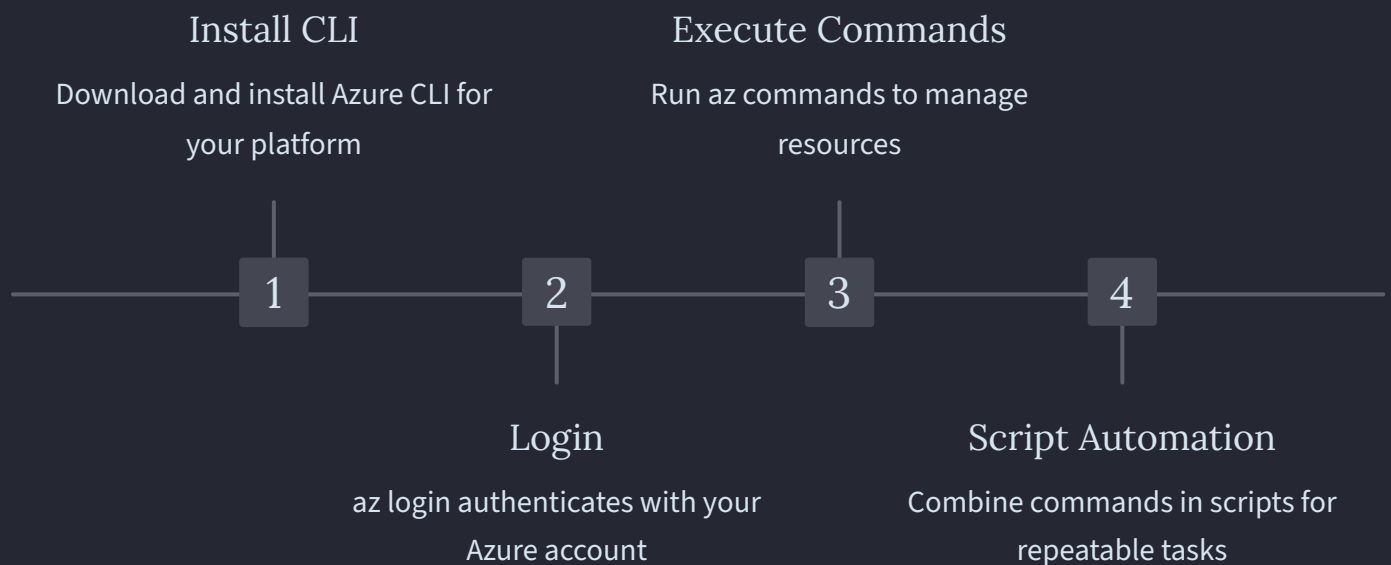 Install CLI
Download and install Azure CLI for
your platform
1
2
Login
az login authenticates with your
Azure account
Execute Commands
Run az commands to manage
resources
3
4
Script Automation
Combine commands in scripts for
repeatable tasks